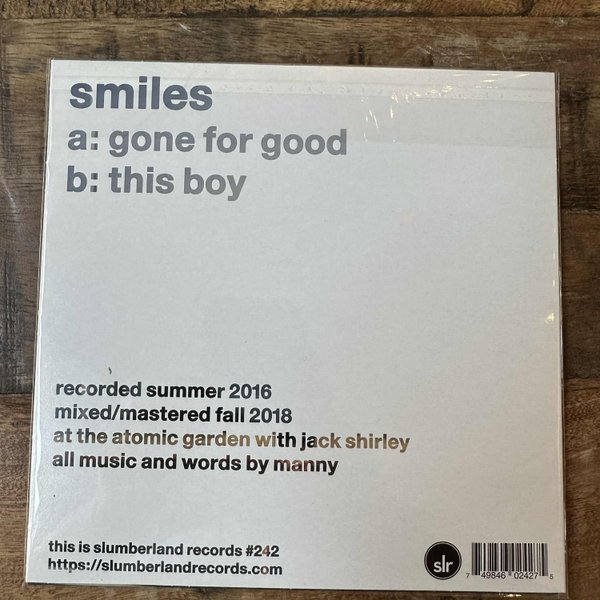 smiles
a: gone for good
b: this boy
recorded summer 2016
mixed/mastered fall 2018
at the atomic garden with jack shirley
all music and words by manny
this is slumberland records #242
https://slumberlandrecords.com
slr
7 49846 02427 5